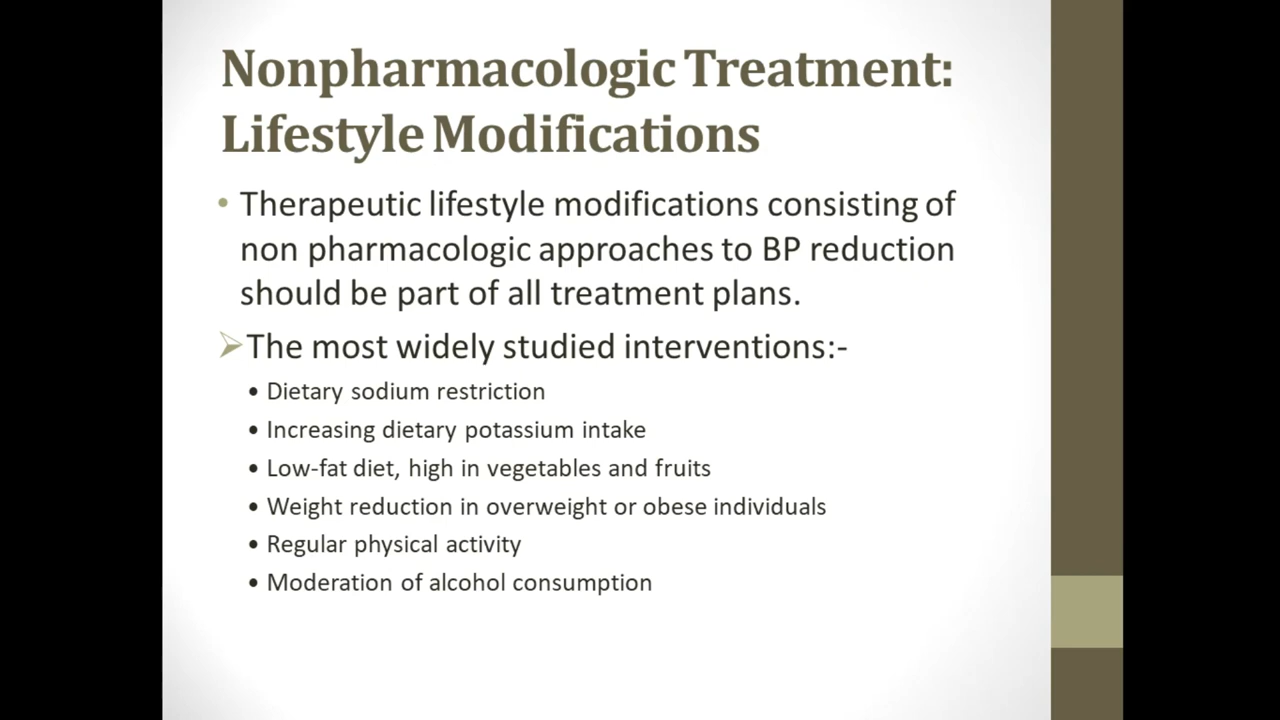 Nonpharmacologic Treatment:
Lifestyle Modifications
• Therapeutic lifestyle modifications consisting of
non pharmacologic approaches to BP reduction
should be part of all treatment plans.
➢The most widely studied interventions:-
• Dietary sodium restriction
• Increasing dietary potassium intake
• Low-fat diet, high in vegetables and fruits
• Weight reduction in overweight or obese individuals
• Regular physical activity
• Moderation of alcohol consumption